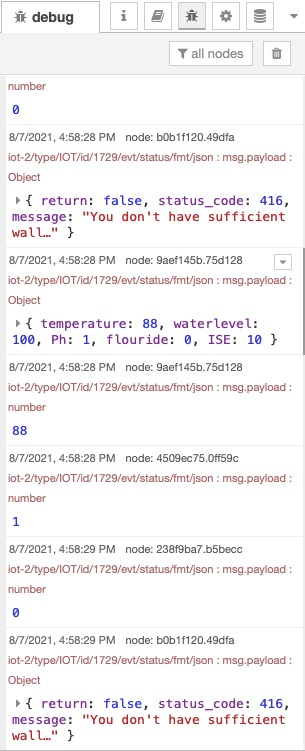 debug
i
all nodes
number
0
8/7/2021, 4:58:28 PM node: b0b1f120.49dfa
iot-2/type/IOT/id/1729/evt/status/fmt/json : msg.payload :
Object
{ return: false, status_code: 416,
message: "You don't have sufficient
wall…" }
8/7/2021, 4:58:28 PM node: 9aef145b.75d128
iot-2/type/IOT/id/1729/evt/status/fmt/json : msg.payload :
Object
{ temperature: 88, waterlevel:
100, Ph: 1, flouride: 0, ISE: 10 }
8/7/2021, 4:58:28 PM node: 9aef145b.75d128
iot-2/type/IOT/id/1729/evt/status/fmt/json : msg.payload :
number
88
8/7/2021, 4:58:28 PM node: 4509ec75.0ff59c
iot-2/type/IOT/id/1729/evt/status/fmt/json : msg.payload :
number
1
8/7/2021, 4:58:29 PM node: 238f9ba7.b5becc
iot-2/type/IOT/id/1729/evt/status/fmt/json : msg.payload :
number
0
8/7/2021, 4:58:29 PM node: b0b1f120.49dfa
iot-2/type/IOT/id/1729/evt/status/fmt/json : msg.payload :
Object
{ return: false, status_code: 416,
message: "You don't have sufficient
wall…" }